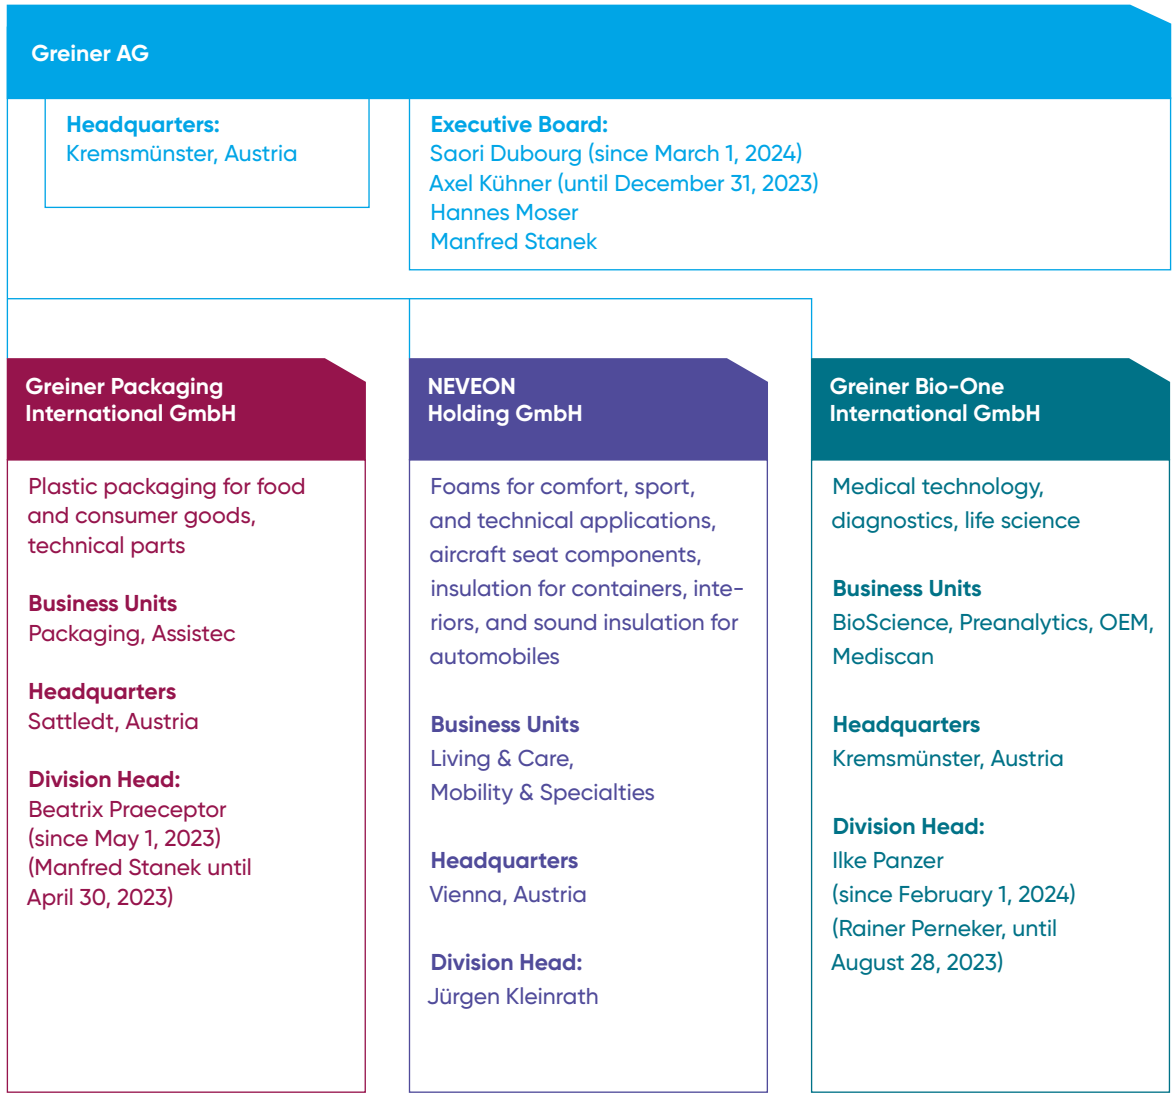 Greiner AG
Headquarters:
Kremsmünster, Austria
Executive Board:
Saori Dubourg (since March 1, 2024)
Axel Kühner (until December 31, 2023)
Hannes Moser
Manfred Stanek
Greiner Packaging
International GmbH
Plastic packaging for food
and consumer goods,
technical parts
Business Units
Packaging, Assistec
Headquarters
Sattledt, Austria
Division Head:
Beatrix Praeceptor
(since May 1, 2023)
(Manfred Stanek until
April 30, 2023)
NEVEON
Holding GmbH
Foams for comfort, sport,
and technical applications,
aircraft seat components,
insulation for containers, inte-
riors, and sound insulation for
automobiles
Business Units
Living & Care,
Mobility & Specialties
Headquarters
Vienna, Austria
Division Head:
Jürgen Kleinrath
Greiner Bio-One
International GmbH
Medical technology,
diagnostics, life science
Business Units
BioScience, Preanalytics, OEM,
Mediscan
Headquarters
Kremsmünster, Austria
Division Head:
Ilke Panzer
(since February 1, 2024)
(Rainer Perneker, until
August 28, 2023)